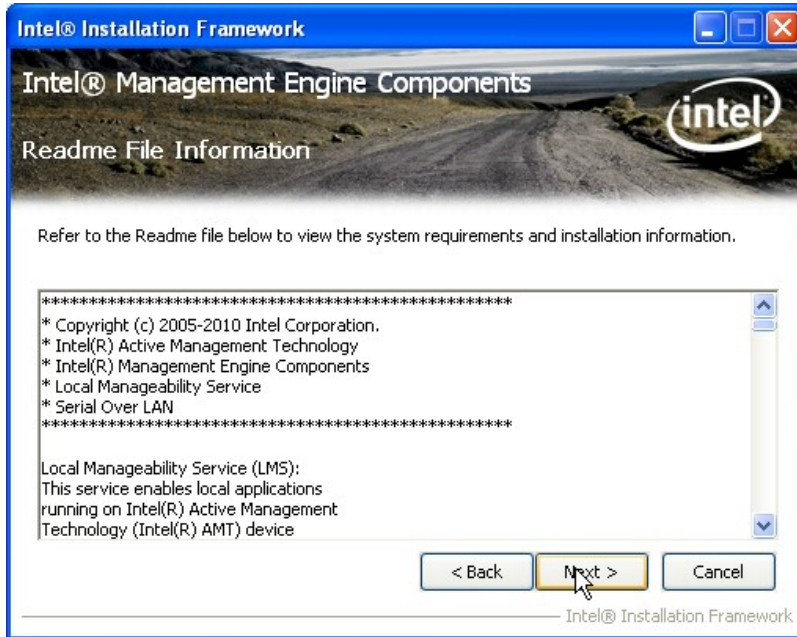 Intel® Installation Framework
Intel® Management Engine Components
intel
Readme File Information
Refer to the Readme file below to view the system requirements and installation information.
**************************************************
* Copyright (c) 2005-2010 Intel Corporation.
* Intel(R) Active Management Technology
* Intel(R) Management Engine Components
* Local Manageability Service
* Serial Over LAN
**************************************************
Local Manageability Service (LMS):
This service enables local applications
running on Intel(R) Active Management
Technology (Intel(R) AMT) device
< Back
Next >
Cancel
Intel® Installation Framework